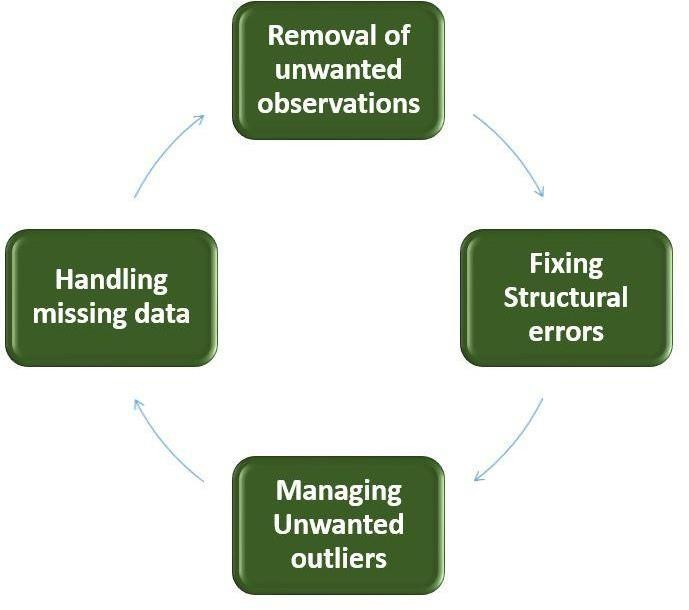 Removal of
unwanted
observations
Fixing
Structural
errors
Managing
Unwanted
outliers
Handling
missing data